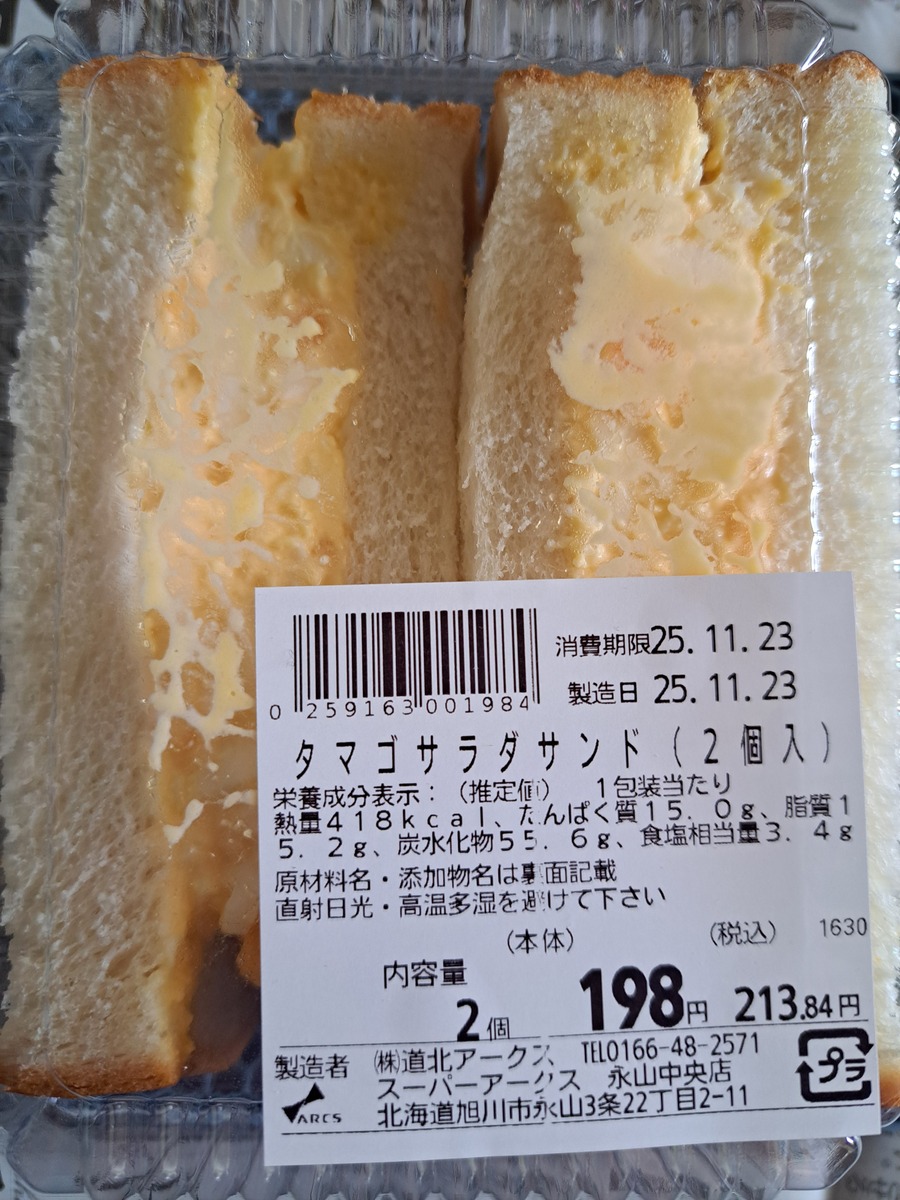 消費期限25.11.23
製造日 25.11.23
0 259163 001984
タマゴサラダサンド(2個入)
栄養成分表示:(推定値) 1包装当たり
熱量418kcal、たんぱく質15.0g、脂質1
5.2g、炭水化物55.6g、食塩相当量3.4g
原材料名・添加物名は裏面記載
直射日光・高温多湿を避けて下さい
(本体) (税込) 1630
内容量
2個 198円 213.84円
製造者 (株)道北アークス TEL0166-48-2571
スーパーアークス 永山中央店
北海道旭川市永山3条22丁目2-11
ARCS
プラ